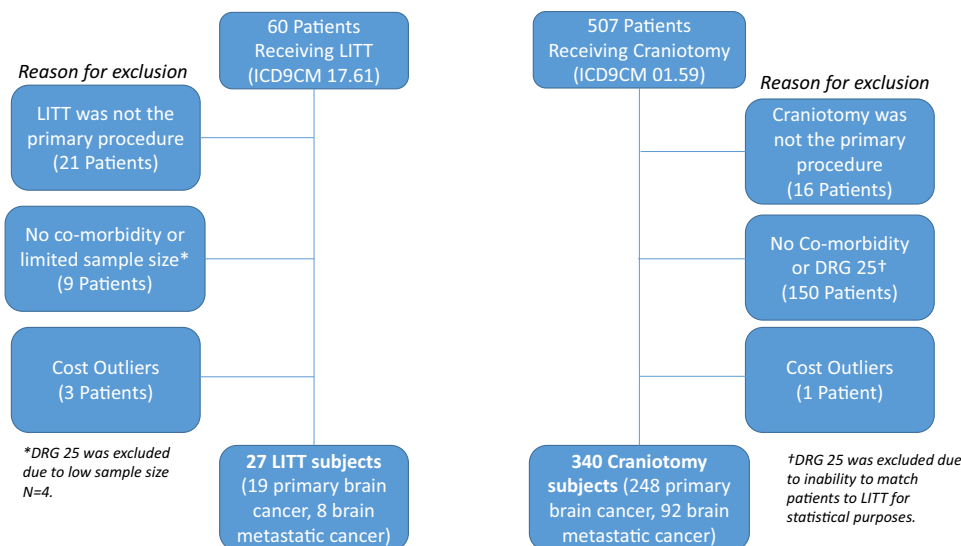 60 Patients
Receiving LITT
(ICD9CM 17.61)
Reason for exclusion
LITT was not the
primary procedure
(21 Patients)
No co-morbidity or
limited sample size*
(9 Patients)
Cost Outliers
(3 Patients)
*DRG 25 was excluded
due to low sample size
N=4.
27 LITT subjects
(19 primary brain
cancer, 8 brain
metastatic cancer)
507 Patients
Receiving Craniotomy
(ICD9CM 01.59)
Reason for exclusion
Craniotomy was
not the primary
procedure
(16 Patients)
No Co-morbidity
or DRG 25†
(150 Patients)
Cost Outliers
(1 Patient)
340 Craniotomy
subjects (248 primary
brain cancer, 92 brain
metastatic cancer)
†DRG 25 was excluded due
to inability to match
patients to LITT for
statistical purposes.